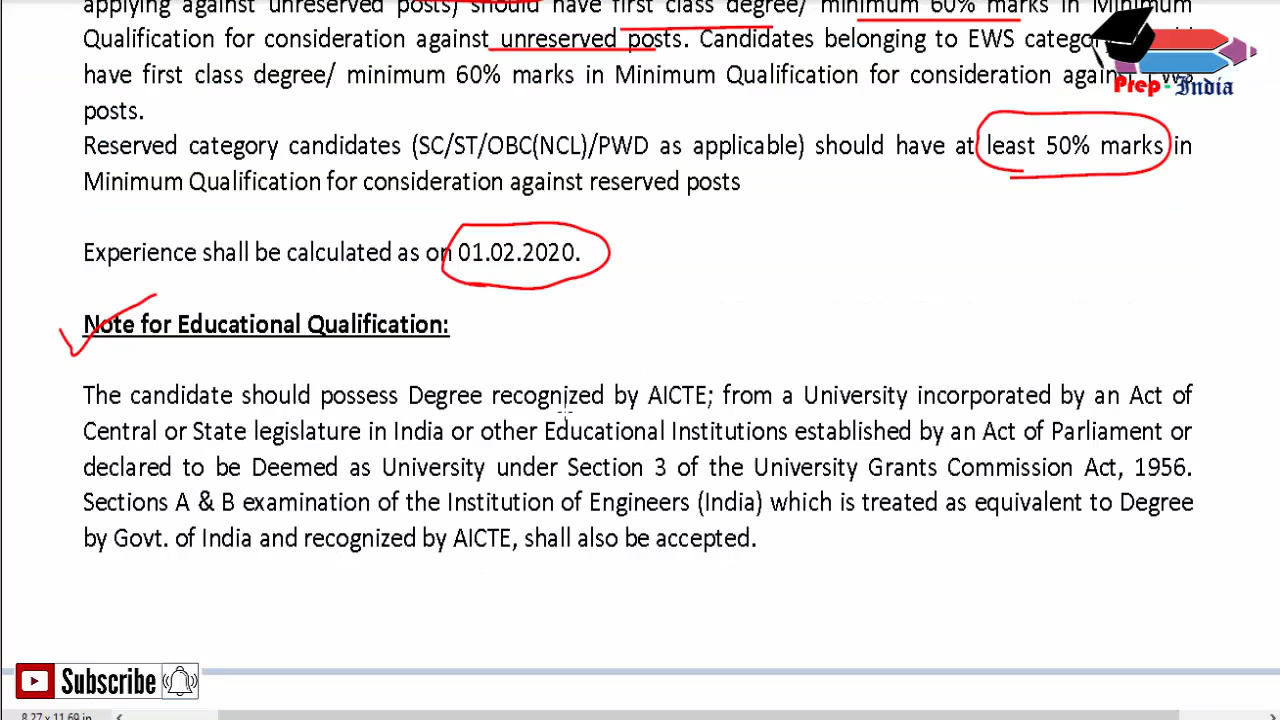 applying against unreserved posts) should have first class degree/ minimum 60% marks in Minimum
Qualification for consideration against unreserved posts. Candidates belonging to EWS
have first class degree/ minimum 60% marks in Minimum Qualification for consideration against EWS
posts.
Reserved category candidates (SC/ST/OBC(NCL)/PWD as applicable) should have at least 50% marks in
Minimum Qualification for consideration against reserved posts
Experience shall be calculated as on 01.02.2020.
Note for Educational Qualification:
The candidate should possess Degree recognized by AICTE; from a University incorporated by an Act of
Central or State legislature in India or other Educational Institutions established by an Act of Parliament or
declared to be Deemed as University under Section 3 of the University Grants Commission Act, 1956.
Sections A & B examination of the Institution of Engineers (India) which is treated as equivalent to Degree
by Govt. of India and recognized by AICTE, shall also be accepted.
Prep-India
Subscribe
8.27 x 11.69 in